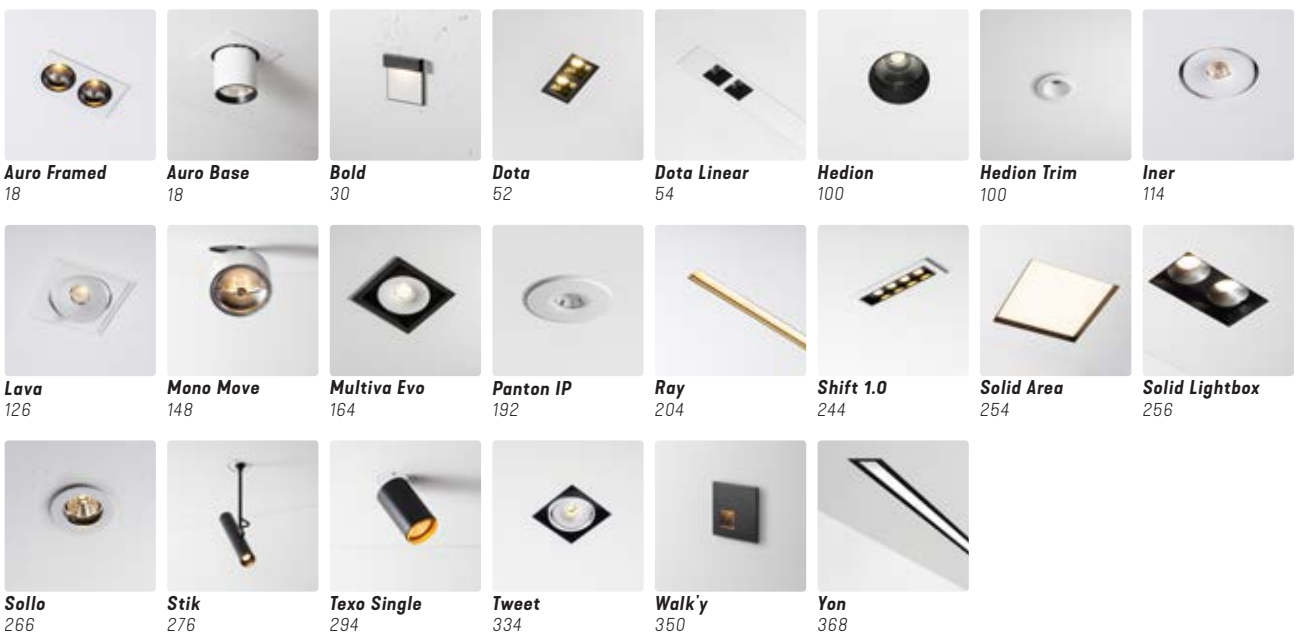 Auro Framed
18
Auro Base
18
Bold
30
Dota
52
Dota Linear
54
Hedion
100
Hedion Trim
100
Iner
114
Lava
126
Mono Move
148
Multiva Evo
164
Panton IP
192
Ray
204
Shift 1.0
244
Solid Area
254
Solid Lightbox
256
Sollo
266
Stik
276
Texo Single
294
Tweet
334
Walk'y
350
Yon
368